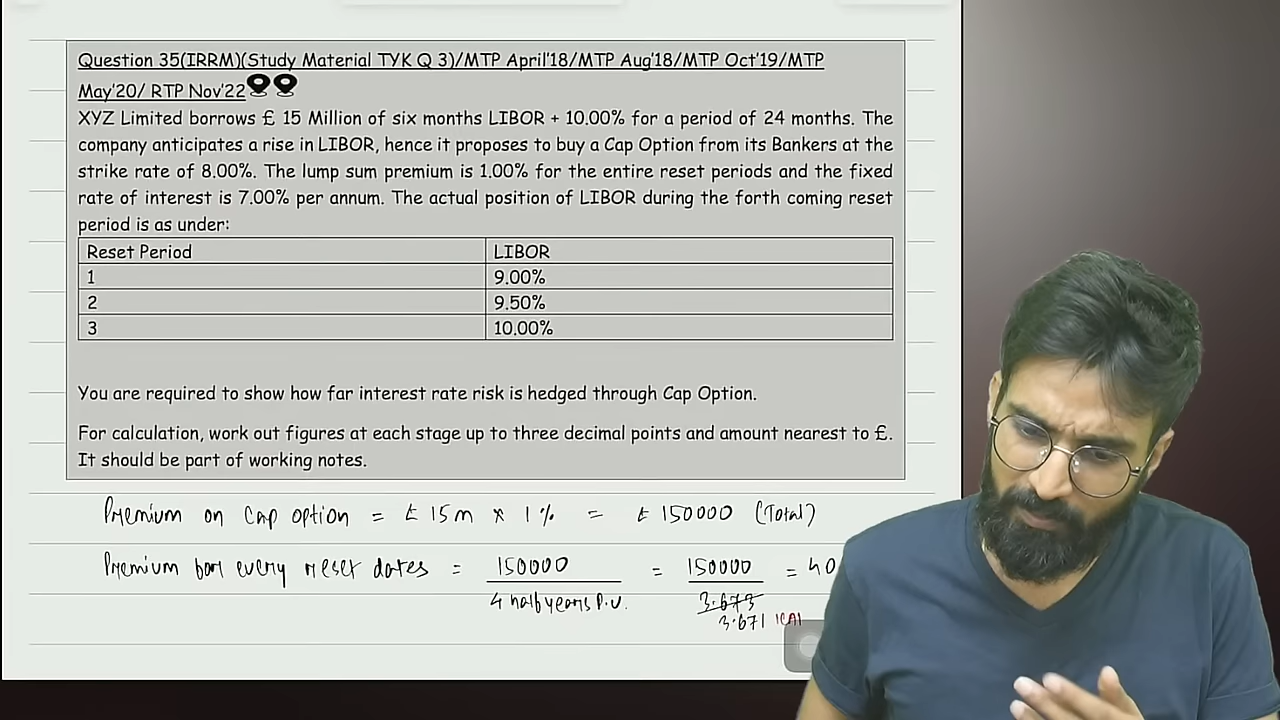 Question 35(IRRM)(Study Material TYK Q 3)/MTP April'18/MTP Aug'18/MTP Oct'19/MTP
May'20/ RTP Nov'22
XYZ Limited borrows £ 15 Million of six months LIBOR + 10.00% for a period of 24 months. The
company anticipates a rise in LIBOR, hence it proposes to buy a Cap Option from its Bankers at the
strike rate of 8.00%. The lump sum premium is 1.00% for the entire reset periods and the fixed
rate of interest is 7.00% per annum. The actual position of LIBOR during the forth coming reset
period is as under:
Reset Period LIBOR
1 9.00%
2 9.50%
3 10.00%
You are required to show how far interest rate risk is hedged through Cap Option.
For calculation, work out figures at each stage up to three decimal points and amount nearest to £.
It should be part of working notes.
Premium on Cap option = £ 15m × 1% = £ 150000 (Total)
Premium for every reset dates = 150000 = 150000 = 40
4 half years P.V. 3.673
3.671 ICAI